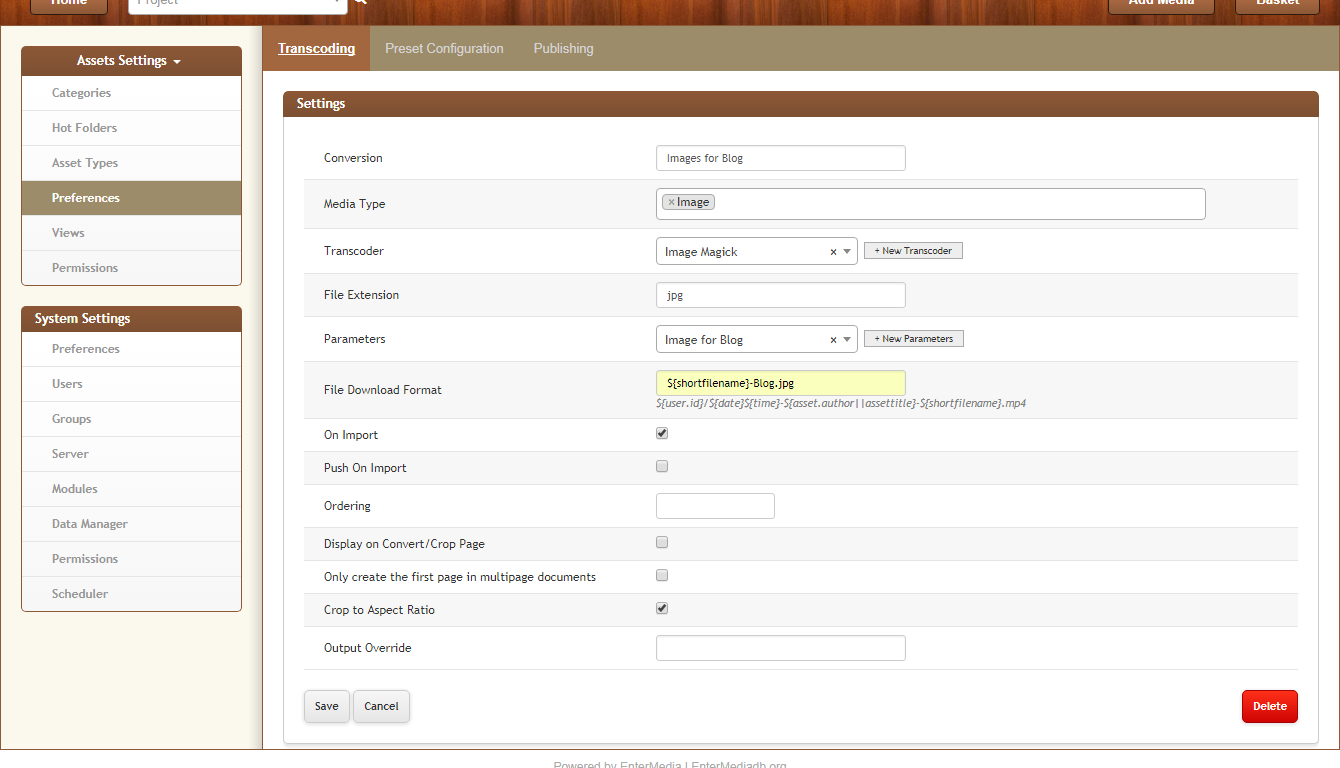 Home
Project
Add Media
Basket
Assets Settings
Categories
Hot Folders
Asset Types
Preferences
Views
Permissions
System Settings
Preferences
Users
Groups
Server
Modules
Data Manager
Permissions
Scheduler
Transcoding Preset Configuration Publishing
Settings
Conversion Images for Blog
Media Type × Image
Transcoder Image Magick × + New Transcoder
File Extension jpg
Parameters Image for Blog × + New Parameters
File Download Format ${shortfilename}-Blog.jpg
${user.id}/${date}${time}-${asset.author||assettitle}-${shortfilename}.mp4
On Import
Push On Import
Ordering
Display on Convert/Crop Page
Only create the first page in multipage documents
Crop to Aspect Ratio
Output Override
Save Cancel Delete
Powered by EnterMedia | EnterMediadb.org